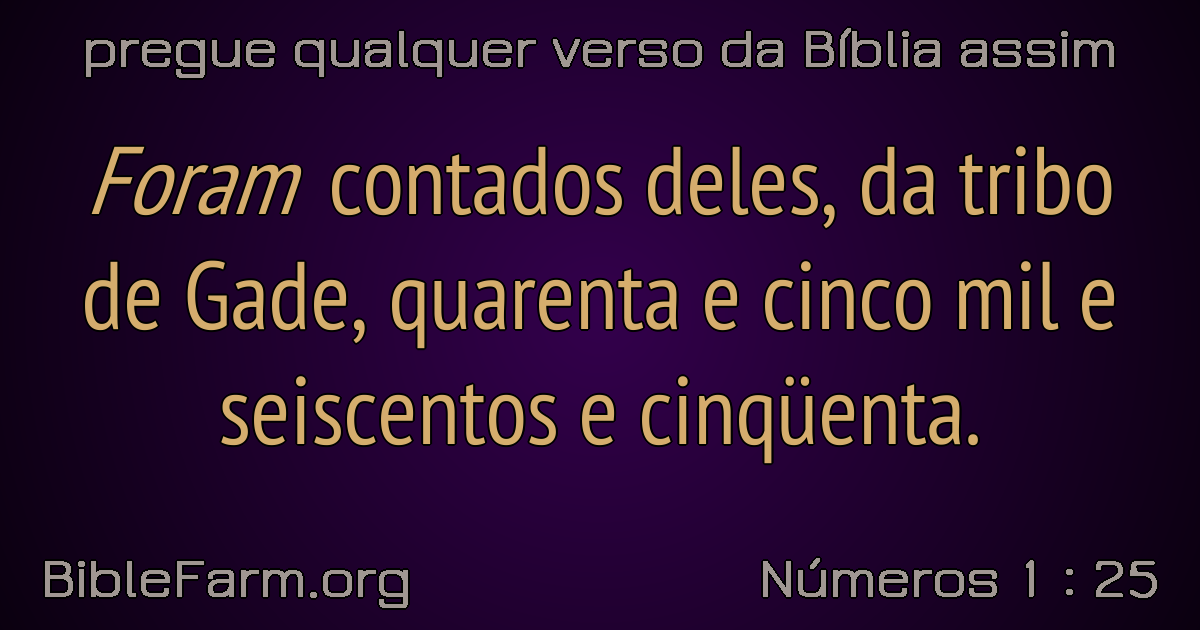 pregue qualquer verso da Bíblia assim
Foram contados deles, da tribo
de Gade, quarenta e cinco mil e
seiscentos e cinqüenta.
BibleFarm.org
Números 1 : 25